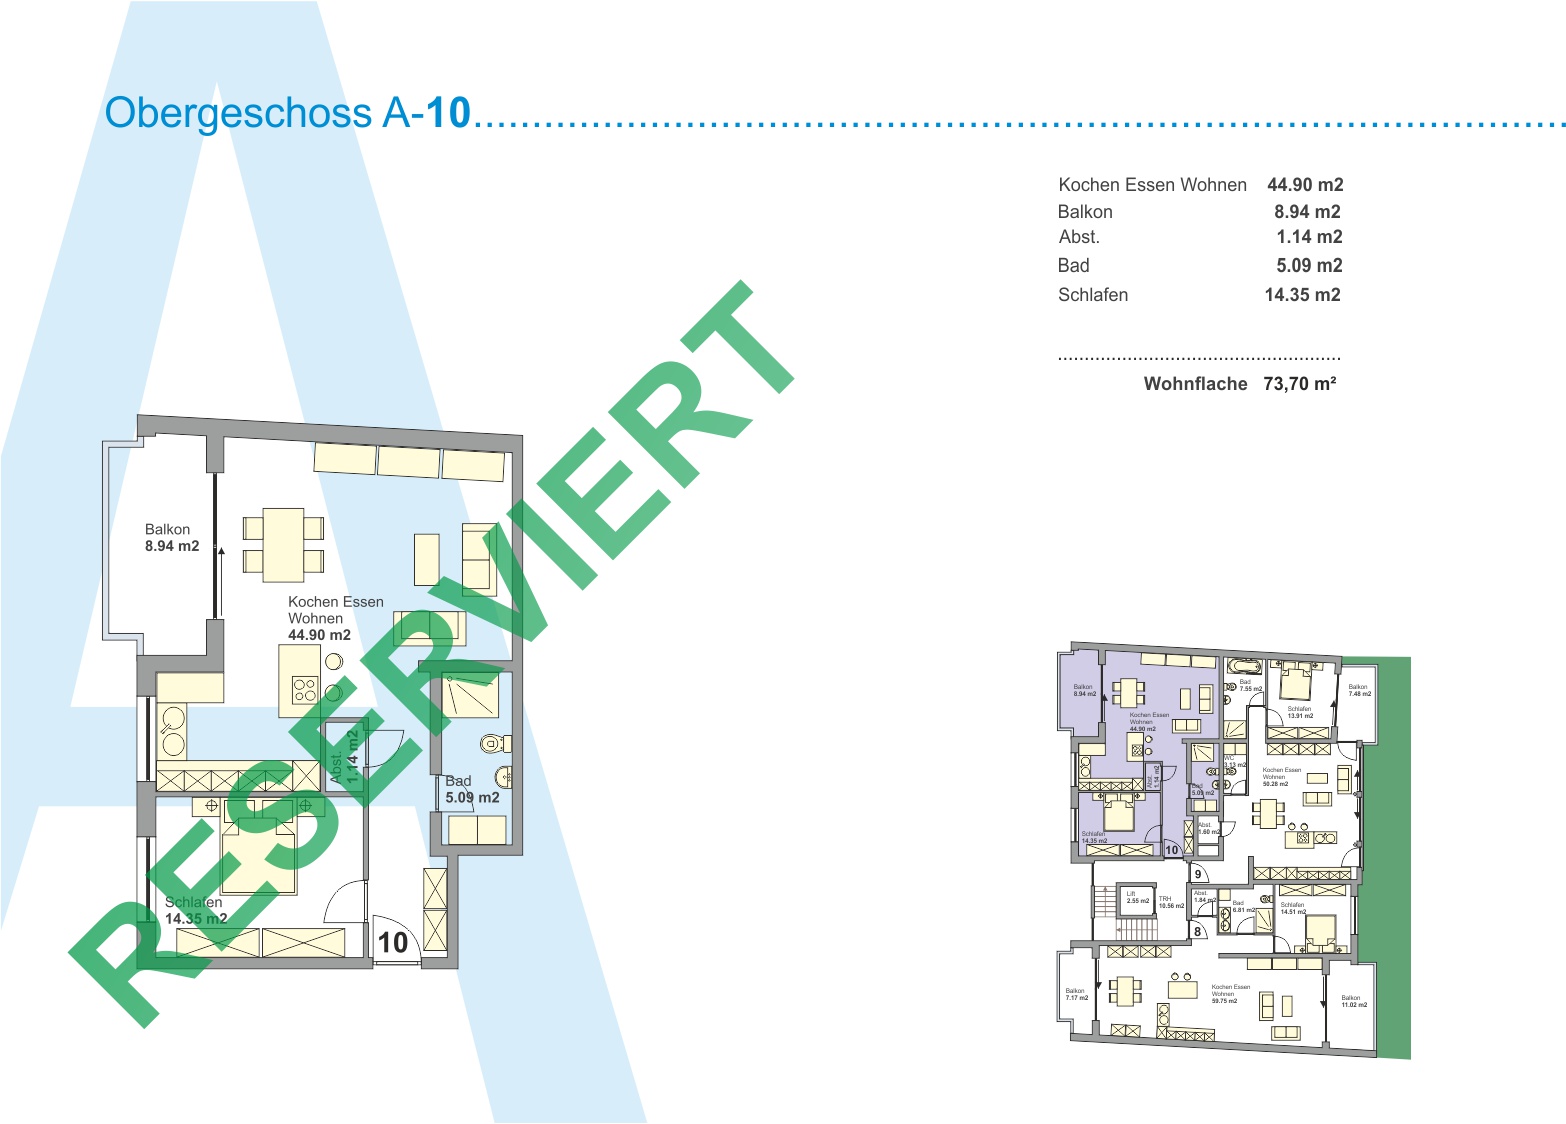 Obergeschoss A-10
Kochen Essen Wohnen 44.90 m2
Balkon 8.94 m2
Abst. 1.14 m2
Bad 5.09 m2
Schlafen 14.35 m2
Wohnflache 73,70 m²
RESERVIERT
Balkon
8.94 m2
Kochen Essen
Wohnen
44.90 m2
Abst.
1.14 m2
Bad
5.09 m2
Schlafen
14.35 m2
10
Balkon
8.94 m2
Kochen Essen
Wohnen
44.90 m2
Abst.
1.14 m2
Bad
5.09 m2
Schlafen
14.35 m2
10
Bad
7.55 m2
Schlafen
13.91 m2
Balkon
7.48 m2
WC
3.13 m2
Kochen Essen
Wohnen
50.28 m2
Abst.
1.60 m2
9
Lift
2.55 m2
TRH
10.56 m2
Abst.
1.84 m2
Bad
6.81 m2
Schlafen
14.51 m2
8
Balkon
7.17 m2
Kochen Essen
Wohnen
59.75 m2
Balkon
11.02 m2